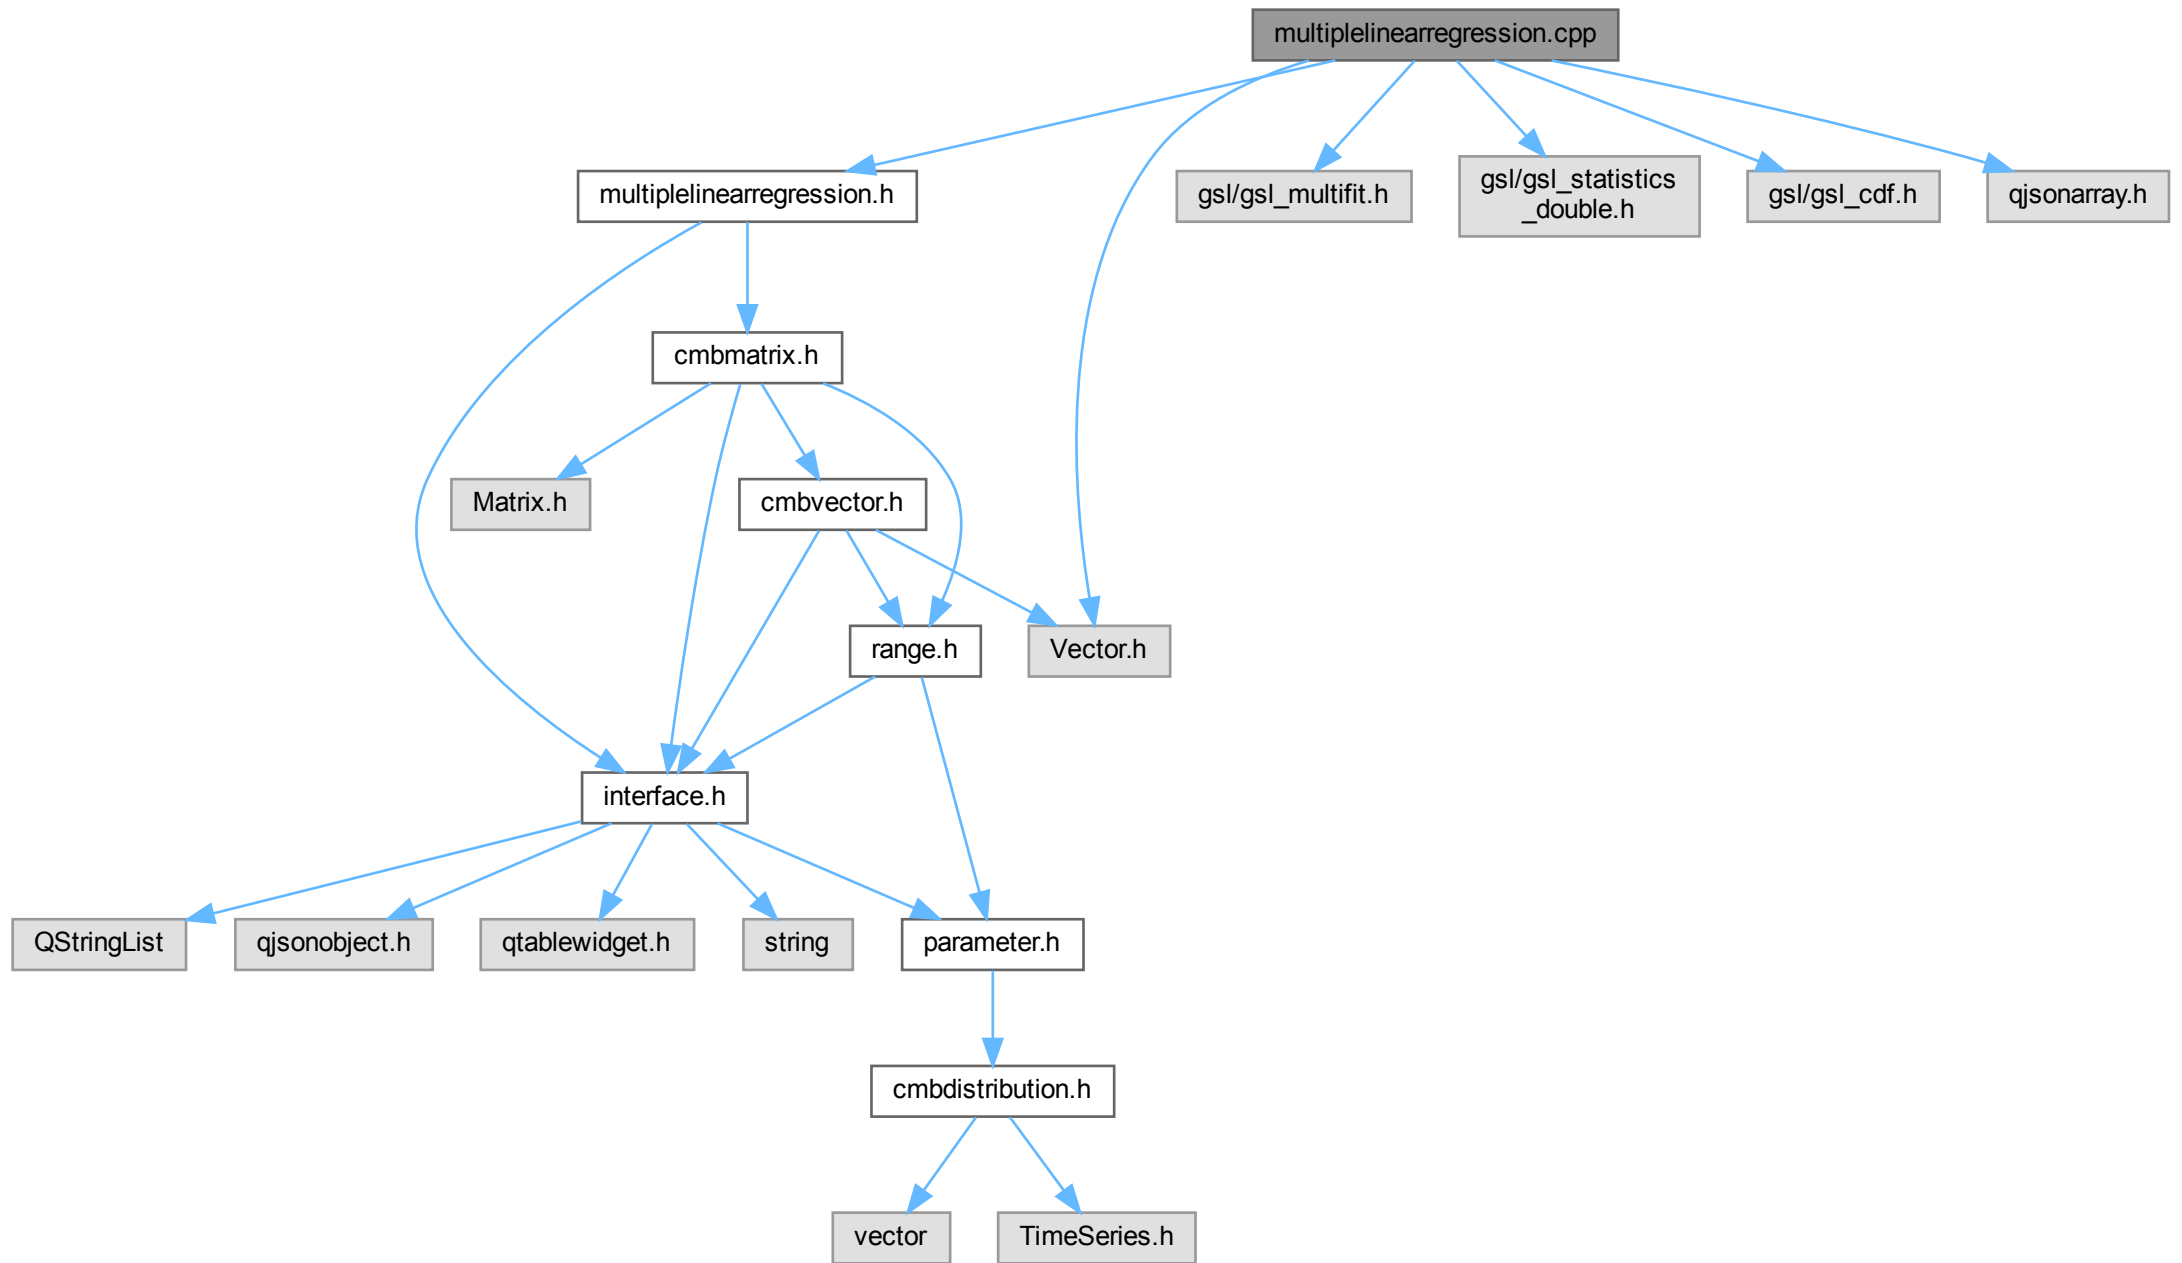 multiplelinearregression.cpp
multiplelinearregression.h
gsl/gsl_multifit.h
gsl/gsl_statistics
_double.h
gsl/gsl_cdf.h
qjsonarray.h
cmbmatrix.h
Matrix.h
cmbvector.h
range.h
Vector.h
interface.h
QStringList
qjsonobject.h
qtablewidget.h
string
parameter.h
cmbdistribution.h
vector
TimeSeries.h